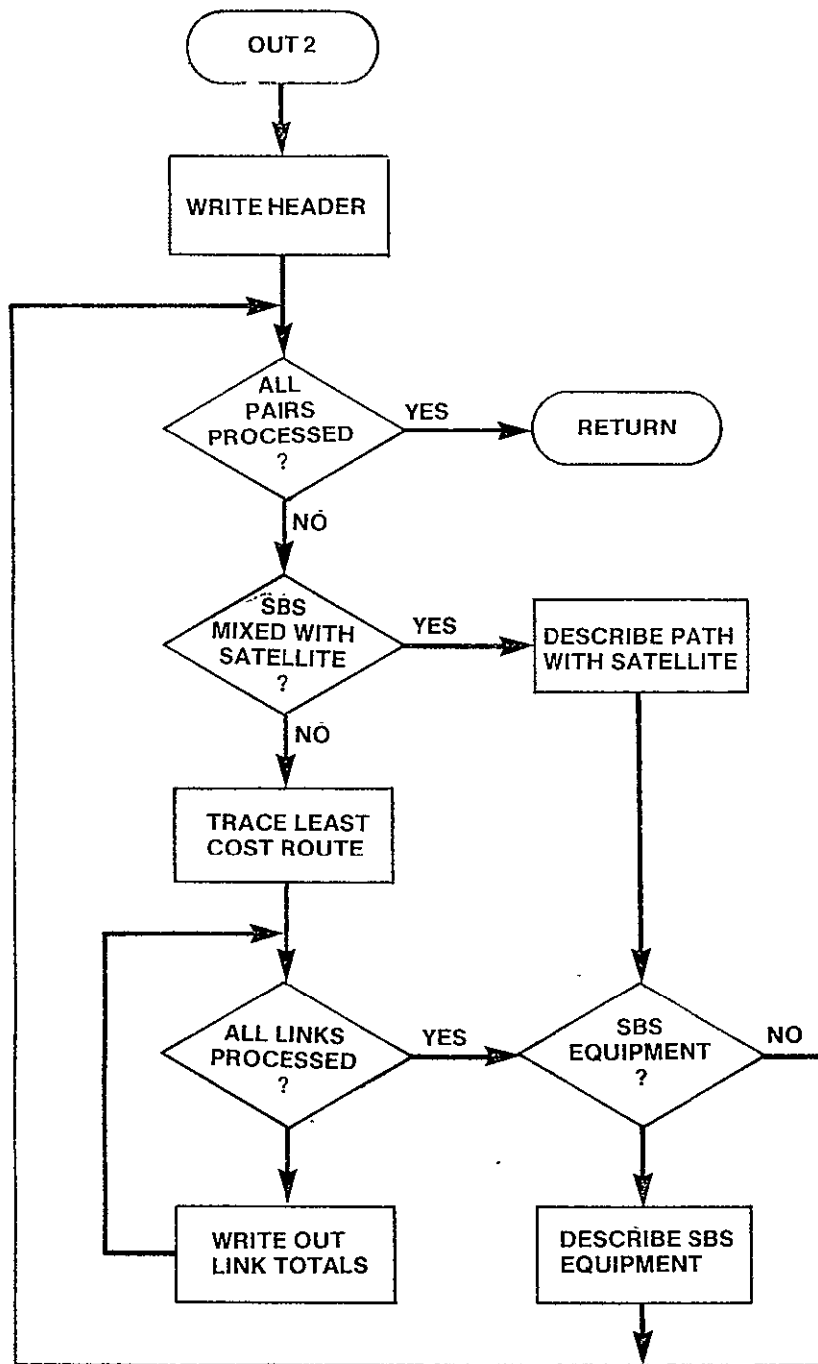 OUT 2
WRITE HEADER
ALL
PAIRS
PROCESSED
?
YES
RETURN
NO
SBS
MIXED WITH
SATELLITE
?
YES
DESCRIBE PATH
WITH SATELLITE
NO
TRACE LEAST
COST ROUTE
ALL LINKS
PROCESSED
?
YES
SBS
EQUIPMENT
?
NO
WRITE OUT
LINK TOTALS
DESCRIBE SBS
EQUIPMENT